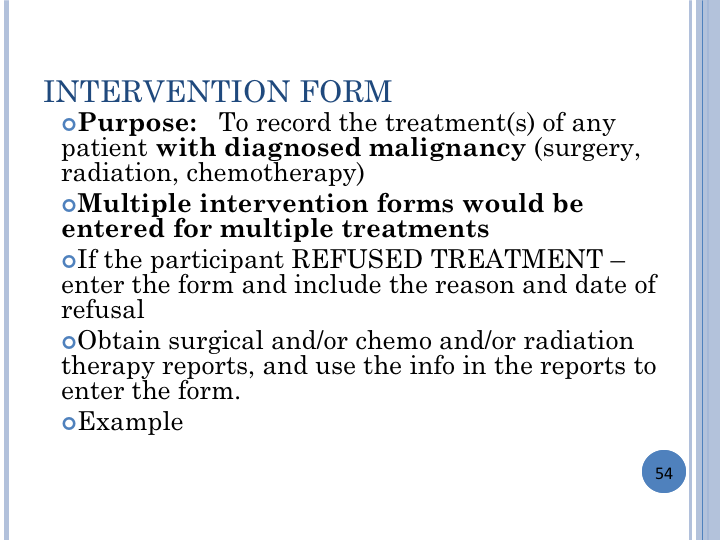 INTERVENTION FORM
Purpose: To record the treatment(s) of any
patient with diagnosed malignancy (surgery,
radiation, chemotherapy)
Multiple intervention forms would be
entered for multiple treatments
If the participant REFUSED TREATMENT –
enter the form and include the reason and date of
refusal
Obtain surgical and/or chemo and/or radiation
therapy reports, and use the info in the reports to
enter the form.
Example
54